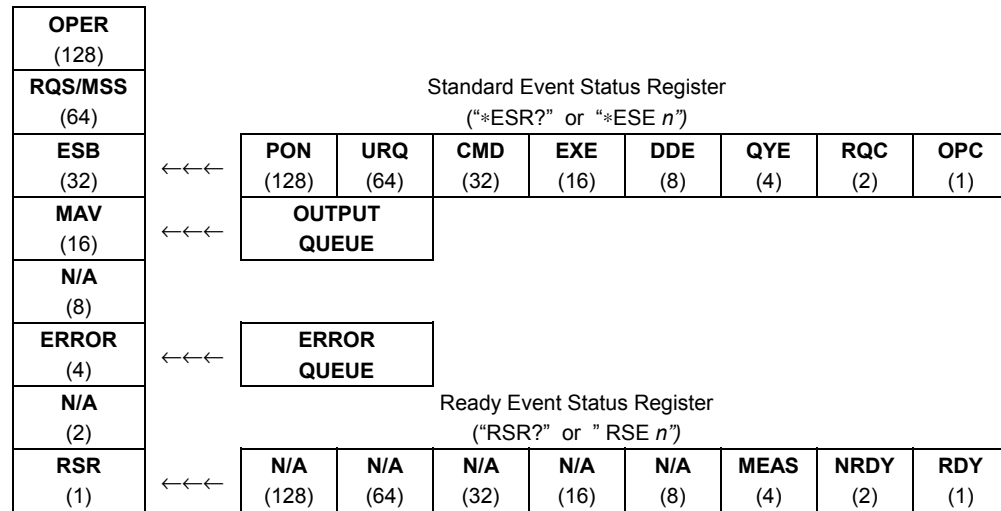 OPER
(128)
RQS/MSS Standard Event Status Register
(64) (“∗ESR?” or “∗ESE n”)
ESB ←←← PON URQ CMD EXE DDE QYE RQC OPC
(32) (128) (64) (32) (16) (8) (4) (2) (1)
MAV ←←← OUTPUT
(16) QUEUE
N/A
(8)
ERROR ←←← ERROR
(4) QUEUE
N/A Ready Event Status Register
(2) (“RSR?” or ” RSE n”)
RSR ←←← N/A N/A N/A N/A N/A MEAS NRDY RDY
(1) (128) (64) (32) (16) (8) (4) (2) (1)